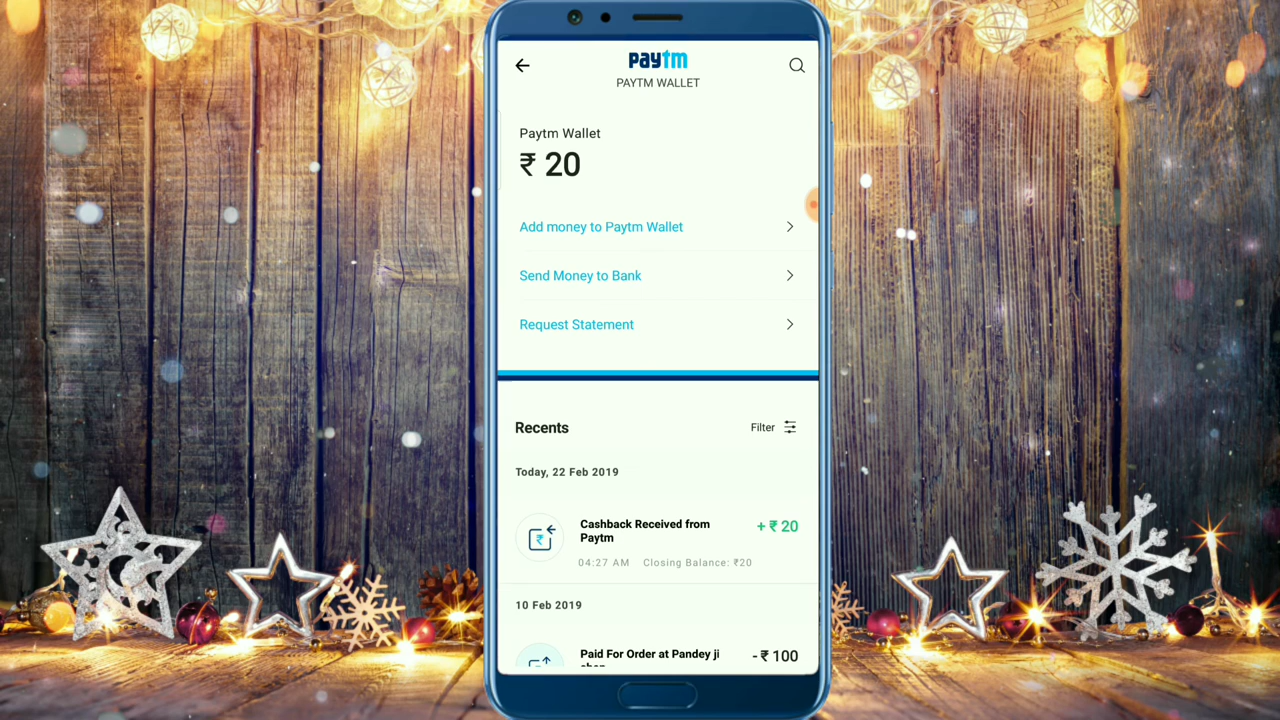 paytm
PAYTM WALLET
Paytm Wallet
₹ 20
Add money to Paytm Wallet
Send Money to Bank
Request Statement
Recents
Filter
Today, 22 Feb 2019
Cashback Received from
Paytm
+ ₹ 20
04:27 AM Closing Balance: ₹20
10 Feb 2019
Paid For Order at Pandey ji
- ₹ 100